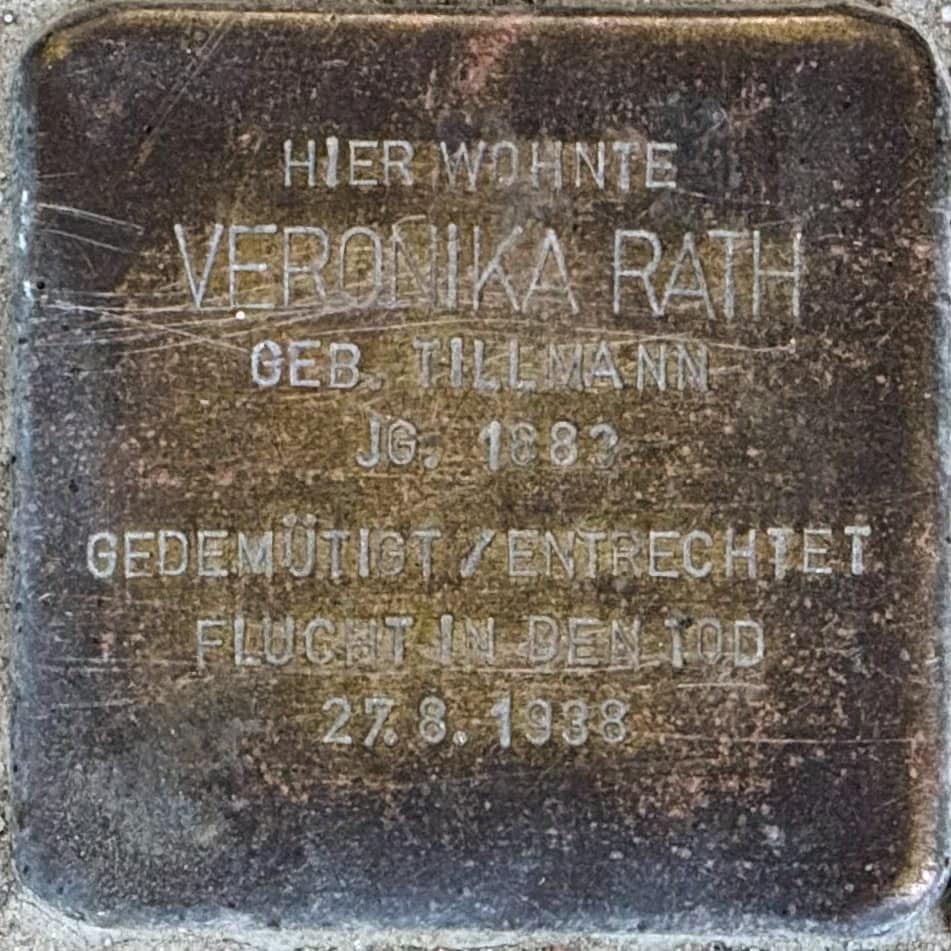 HIER WOHNTE
VERONIKA RATH
GEB. TILLMANN
JG. 1883
GEDEMÜTIGT / ENTRECHTET
FLUCHT IN DEN TOD
27.8.1938